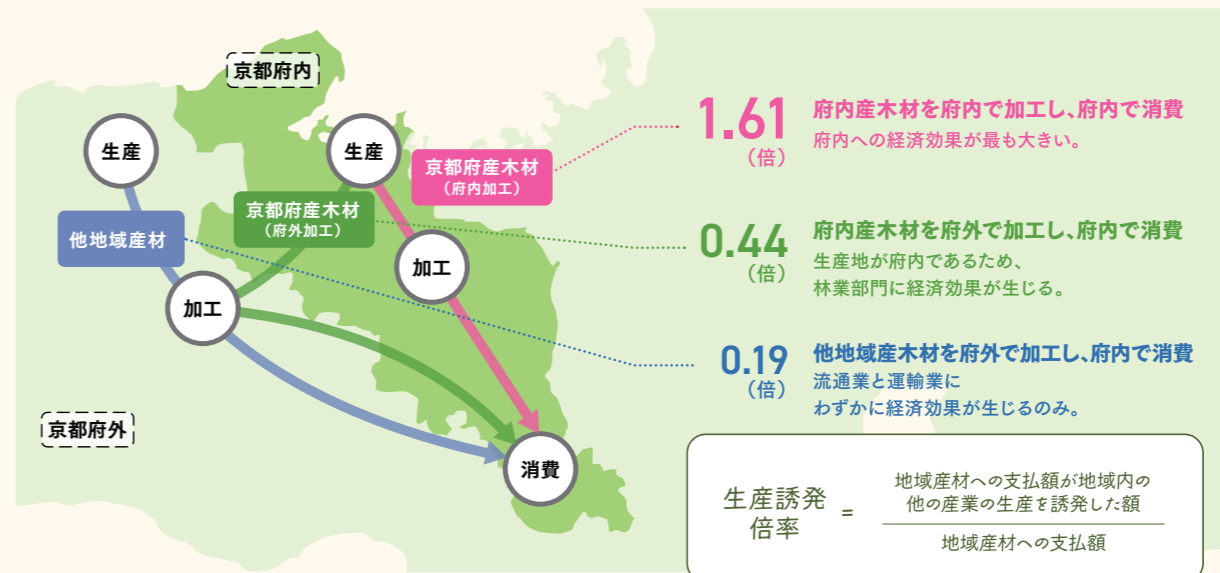 京都府内
生産
生産
京都府産木材
（府内加工）
京都府産木材
（府外加工）
他地域産材
加工
加工
京都府外
消費
1.61
（倍）
府内産木材を府内で加工し、府内で消費
府内への経済効果が最も大きい。
0.44
（倍）
府内産木材を府外で加工し、府内で消費
生産地が府内であるため、
林業部門に経済効果が生じる。
0.19
（倍）
他地域産木材を府外で加工し、府内で消費
流通業と運輸業に
わずかに経済効果が生じるのみ。
生産誘発
倍率
=
地域産材への支払額が地域内の
他の産業の生産を誘発した額
地域産材への支払額